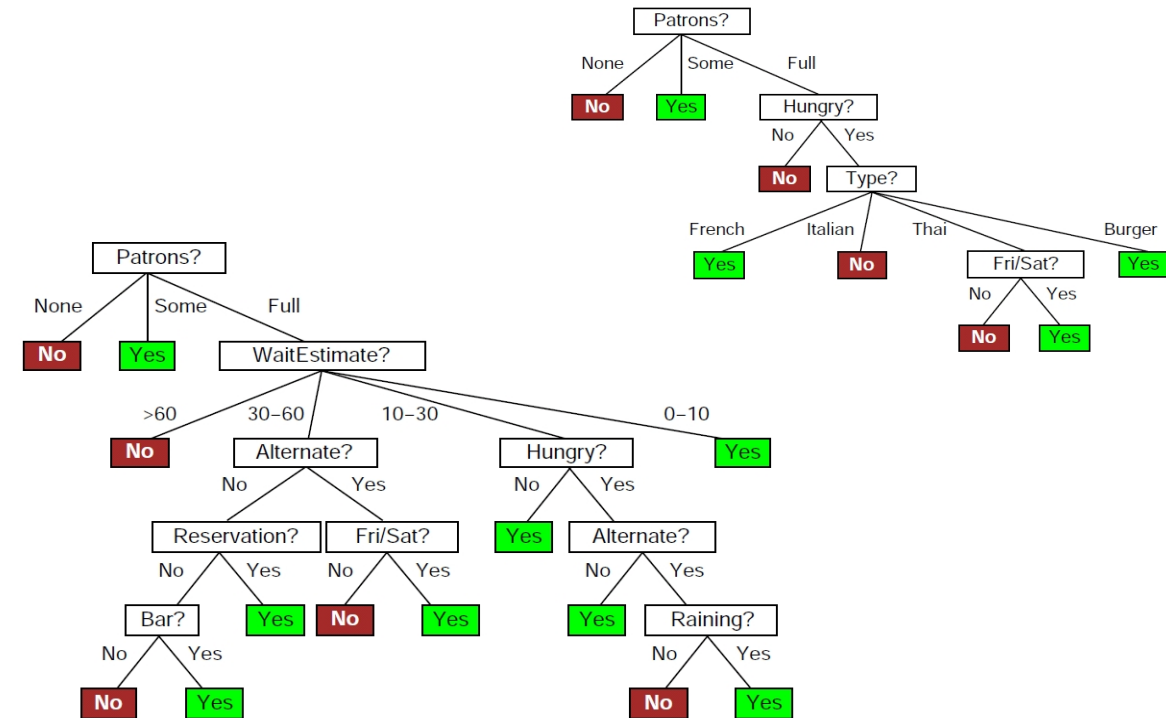 Patrons?
None Some Full
No Yes Hungry?
No Yes
No Type?
French Italian Thai Burger
Yes No Fri/Sat? Yes
No Yes
No Yes
Patrons?
None Some Full
No Yes WaitEstimate?
>60 30–60 10–30 0–10
No Alternate? Hungry? Yes
No Yes No Yes
Reservation? Fri/Sat? Yes Alternate?
No Yes No Yes No Yes
Bar? Yes No Yes Yes Raining?
No Yes No Yes
No Yes No Yes